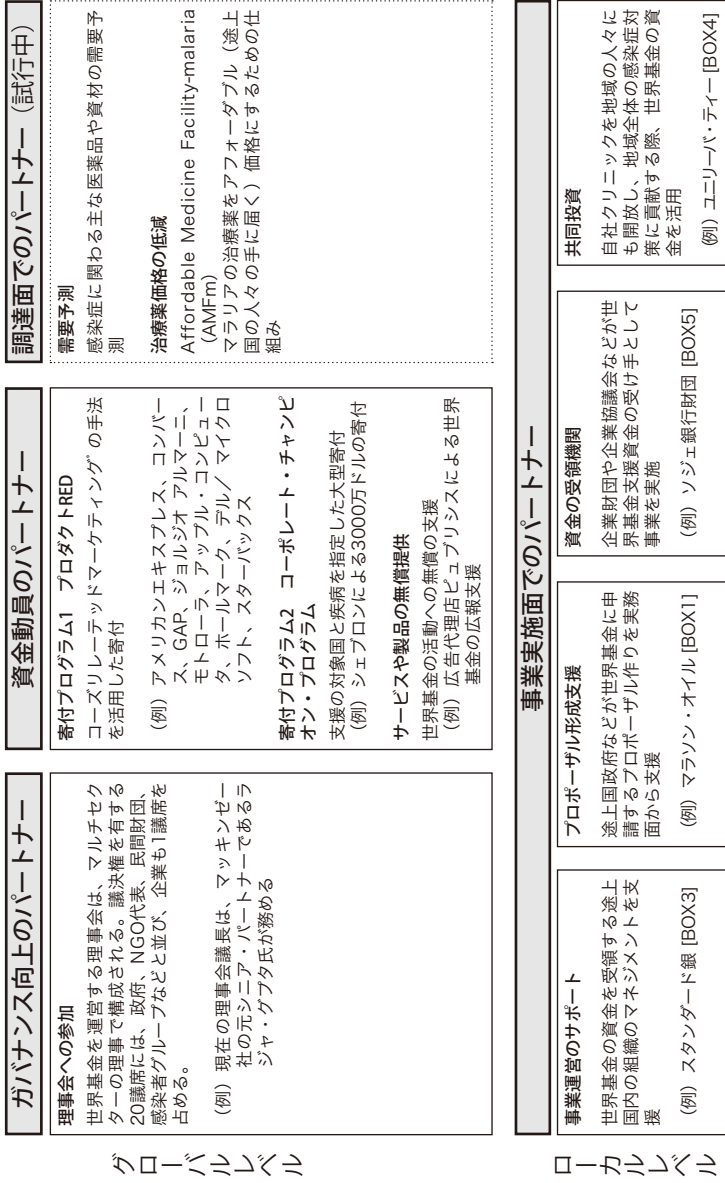 グローバルレベル
ガバナンス向上のパートナー
理事会への参加
世界基金を運営する理事会は、マルチセク
ターの理事で構成される。議決権を有する
20議席には、政府、NGO代表、民間財団、
感染者グループなどと並び、企業も1議席を
占める。
（例）現在の理事会議長は、マッキンゼー
社の元シニア・パートナーであるラ
ジャ・グプタ氏が務める
資金動員のパートナー
寄付プログラム1 プロダクトRED
コーズリレーテッドマーケティング゛の手法
を活用した寄付
（例）アメリカンエキスプレス、コンバー
ス、GAP、ジョルジオ アルマーニ、
モトローラ、アップル・コンピュー
タ、ホールマーク、デル／ マイクロ
ソフト、スターバックス
寄付プログラム2 コーポレート・チャンピ
オン・プログラム
支援の対象国と疾病を指定した大型寄付
（例）シェブロンによる3000万ドルの寄付
サービスや製品の無償提供
世界基金の活動への無償の支援
（例）広告代理店ピュブリシスによる世界
基金の広報支援
調達面でのパートナー（試行中）
需要予測
感染症に関わる主な医薬品や資材の需要予
測
治療薬価格の低減
Affordable Medicine Facility-malaria
（AMFm）
マラリアの治療薬をアフォーダブル（途上
国の人々の手に届く）価格にするための仕
組み
ローカルレベル
事業実施面でのパートナー
事業運営のサポート
世界基金の資金を受領する途上
国内の組織のマネジメントを支
援
（例）スタンダード銀 [BOX3]
プロポーザル形成支援
途上国政府などが世界基金に申
請するプロポーザル作りを実務
面から支援
（例）マラソン・オイル [BOX1]
資金の受領機関
企業財団や企業協議会などが世
界基金支援資金の受け手として
事業を実施
（例）ソジェ銀行財団 [BOX5]
共同投資
自社クリニックを地域の人々に
も開放し、地域全体の感染症対
策に貢献する際、世界基金の資
金を活用
（例）ユニリーバ・ティー [BOX4]